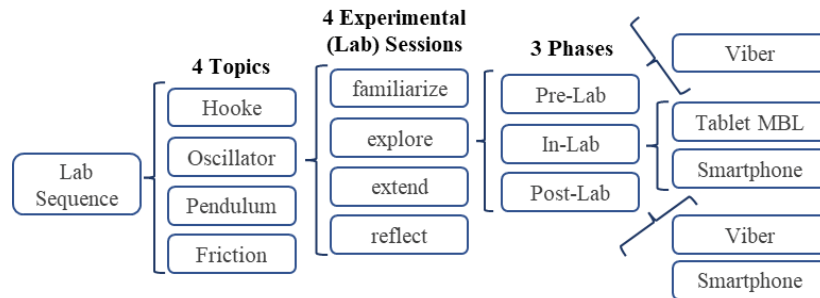 4 Experimental
(Lab) Sessions
3 Phases
4 Topics
Lab
Sequence
Hooke
Oscillator
Pendulum
Friction
familiarize
explore
extend
reflect
Pre-Lab
In-Lab
Post-Lab
Viber
Tablet MBL
Smartphone
Viber
Smartphone